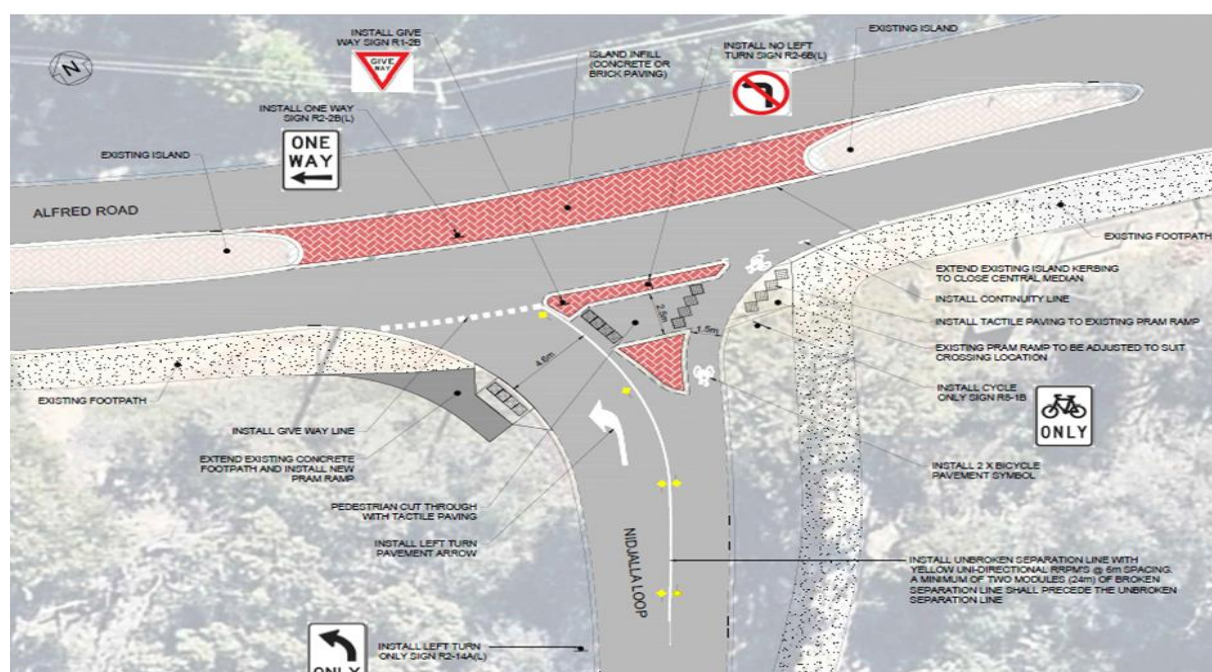 INSTALL GIVE
WAY SIGN R1-2B
GIVE
WAY
ISLAND INFILL
(CONCRETE OR
BRICK PAVING)
INSTALL NO LEFT
TURN SIGN R2-6B(L)
EXISTING ISLAND
N
INSTALL ONE WAY
SIGN R2-2B(L)
ONE
WAY
EXISTING ISLAND
ALFRED ROAD
EXISTING FOOTPATH
EXTEND EXISTING ISLAND KERBING
TO CLOSE CENTRAL MEDIAN
INSTALL CONTINUITY LINE
INSTALL TACTILE PAVING TO EXISTING PRAM RAMP
EXISTING PRAM RAMP TO BE ADJUSTED TO SUIT
CROSSING LOCATION
2.5m
1.5m
4.6m
INSTALL CYCLE
ONLY SIGN R8-1B
ONLY
EXISTING FOOTPATH
INSTALL GIVE WAY LINE
EXTEND EXISTING CONCRETE
FOOTPATH AND INSTALL NEW
PRAM RAMP
INSTALL 2 X BICYCLE
PAVEMENT SYMBOL
PEDESTRIAN CUT THROUGH
WITH TACTILE PAVING
INSTALL LEFT TURN
PAVEMENT ARROW
NIDJALLA LOOP
INSTALL UNBROKEN SEPARATION LINE WITH
YELLOW UNI-DIRECTIONAL RRPM'S @ 6m SPACING.
A MINIMUM OF TWO MODULES (24m) OF BROKEN
SEPARATION LINE SHALL PRECEDE THE UNBROKEN
SEPARATION LINE
INSTALL LEFT TURN
ONLY SIGN R2-14A(L)
ONLY